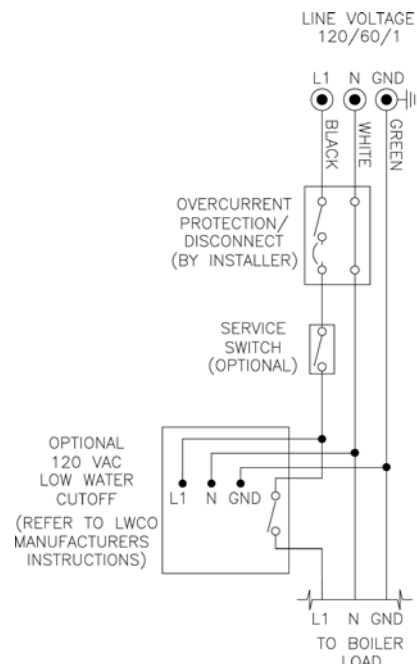 LINE VOLTAGE
120/60/1
L1 N GND
BLACK
WHITE
GREEN
OVERCURRENT
PROTECTION/
DISCONNECT
(BY INSTALLER)
SERVICE
SWITCH
(OPTIONAL)
OPTIONAL
120 VAC
LOW WATER
CUTOFF
(REFER TO LWCO
MANUFACTURERS
INSTRUCTIONS)
L1 N GND
L1 N GND
TO BOILER
LOAD